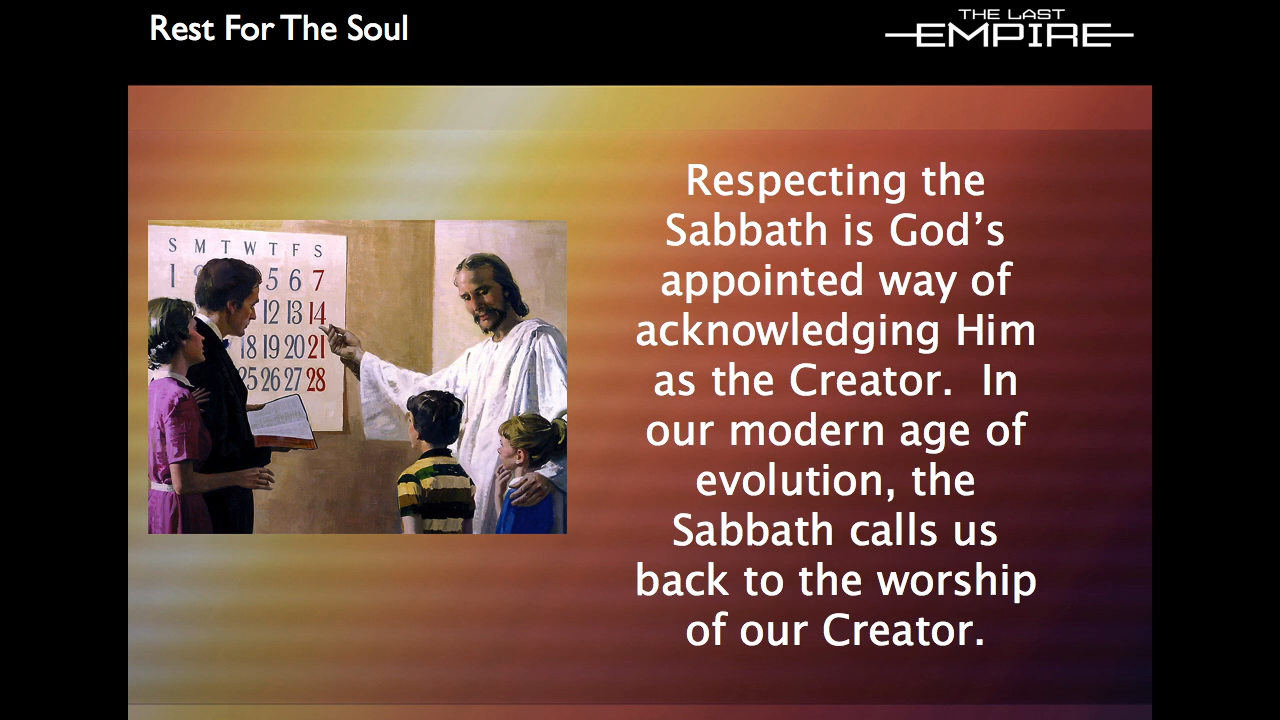 Rest For The Soul
THE LAST
EMPIRE
Respecting the
Sabbath is God’s
appointed way of
acknowledging Him
as the Creator.  In
our modern age of
evolution, the
Sabbath calls us
back to the worship
of our Creator.
S M T W T F S
1 5 6 7
12 13 14
18 19 20 21
25 26 27 28